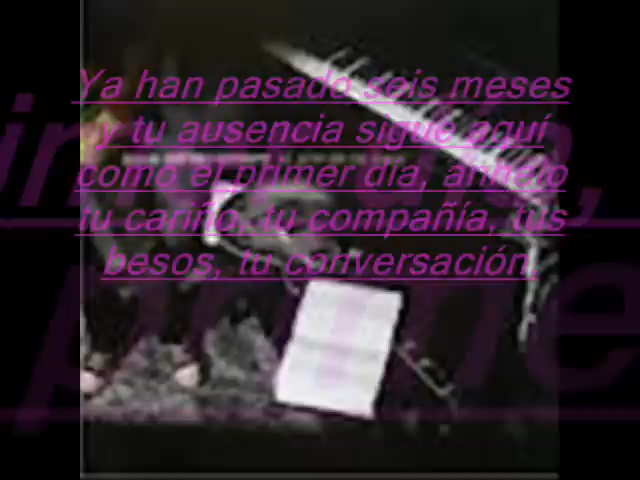 Ya han pasado seis meses
y tu ausencia sigue aquí
como el primer día, anhelo
tu cariño, tu compañía, tus
besos, tu conversación,